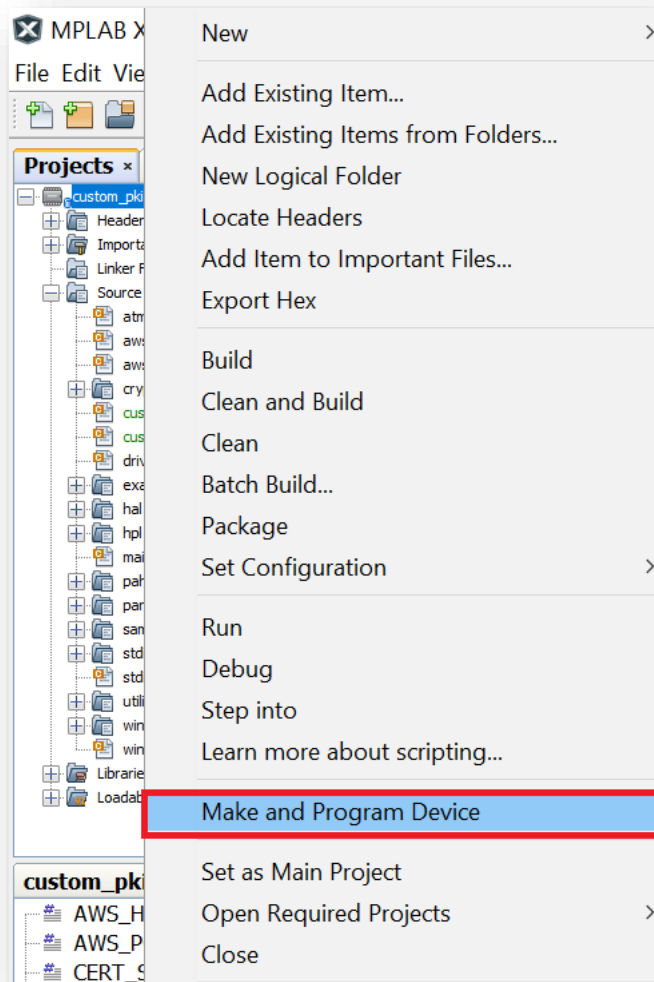 MPLAB X
File Edit Vie
Projects ×
custom_pki
Header
Importa
Linker F
Source
atm
aws
aws
cry
cus
cus
driv
exa
hal
hpl
mai
pah
par
sam
std
std
utili
win
win
Librarie
Loadab
custom_pki
AWS_H
AWS_P
CERT_S
New
Add Existing Item...
Add Existing Items from Folders...
New Logical Folder
Locate Headers
Add Item to Important Files...
Export Hex
Build
Clean and Build
Clean
Batch Build...
Package
Set Configuration
Run
Debug
Step into
Learn more about scripting...
Make and Program Device
Set as Main Project
Open Required Projects
Close